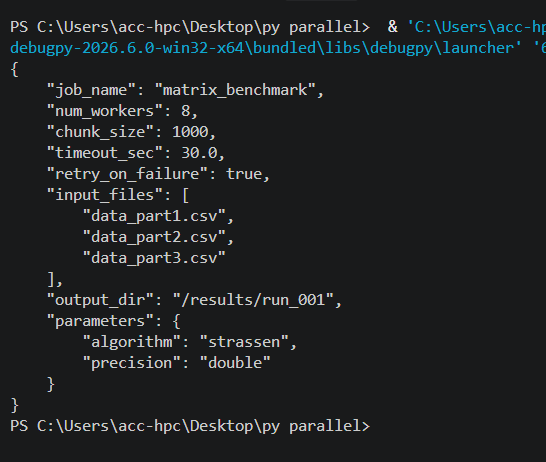 PS C:\Users\acc-hpc\Desktop\py parallel>  & 'C:\Users\acc-h
debugpy-2026.6.0-win32-x64\bundled\libs\debugpy\launcher' '6
{
    "job_name": "matrix_benchmark",
    "num_workers": 8,
    "chunk_size": 1000,
    "timeout_sec": 30.0,
    "retry_on_failure": true,
    "input_files": [
        "data_part1.csv",
        "data_part2.csv",
        "data_part3.csv"
    ],
    "output_dir": "/results/run_001",
    "parameters": {
        "algorithm": "strassen",
        "precision": "double"
    }
}
PS C:\Users\acc-hpc\Desktop\py parallel>